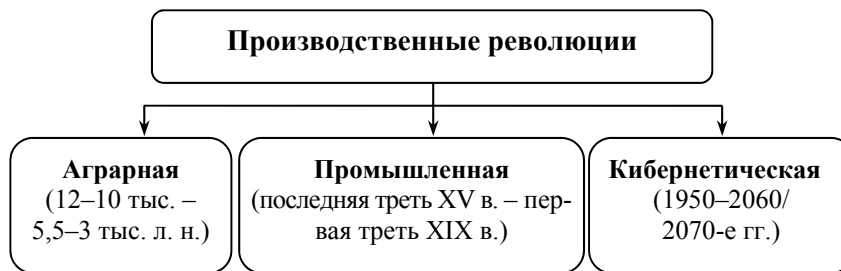 Производственные революции
Аграрная
(12–10 тыс. –
5,5–3 тыс. л. н.)
Промышленная
(последняя треть XV в. – пер-
вая треть XIX в.)
Кибернетическая
(1950–2060/
2070-е гг.)